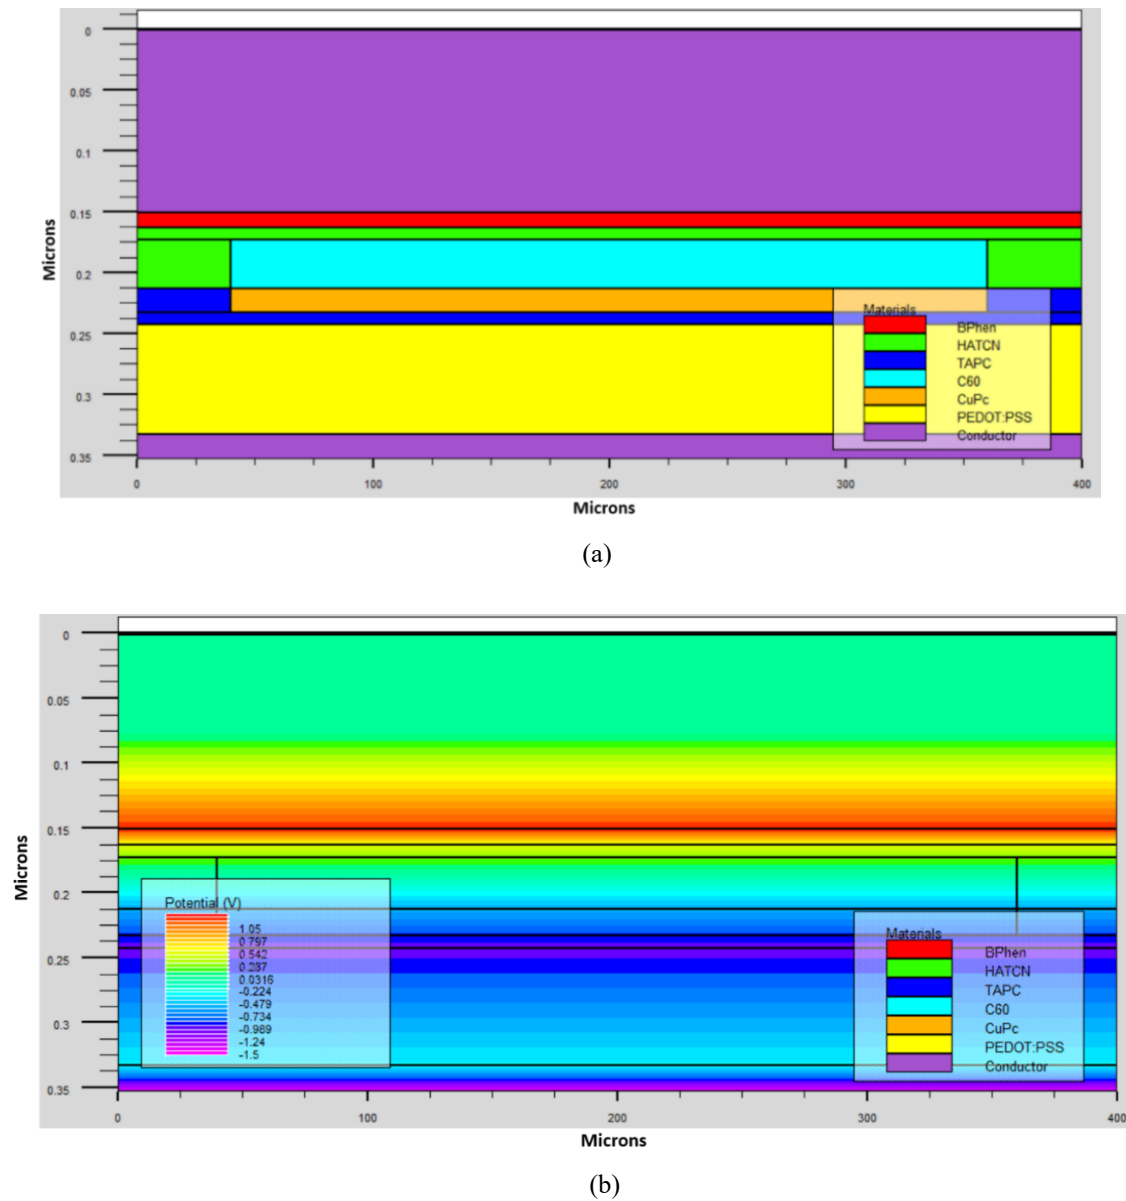 0
0.05
0.1
0.15
0.2
0.25
0.3
0.35
Microns
Materials
BPhen
HATCN
TAPC
C60
CuPc
PEDOT:PSS
Conductor
0 100 200 300 400
Microns
(a)
0
0.05
0.1
0.15
0.2
0.25
0.3
0.35
Microns
Potential (V)
1.05
0.797
0.542
0.287
0.0316
-0.224
-0.479
-0.734
-0.989
-1.24
-1.5
Materials
BPhen
HATCN
TAPC
C60
CuPc
PEDOT:PSS
Conductor
0 100 200 300 400
Microns
(b)